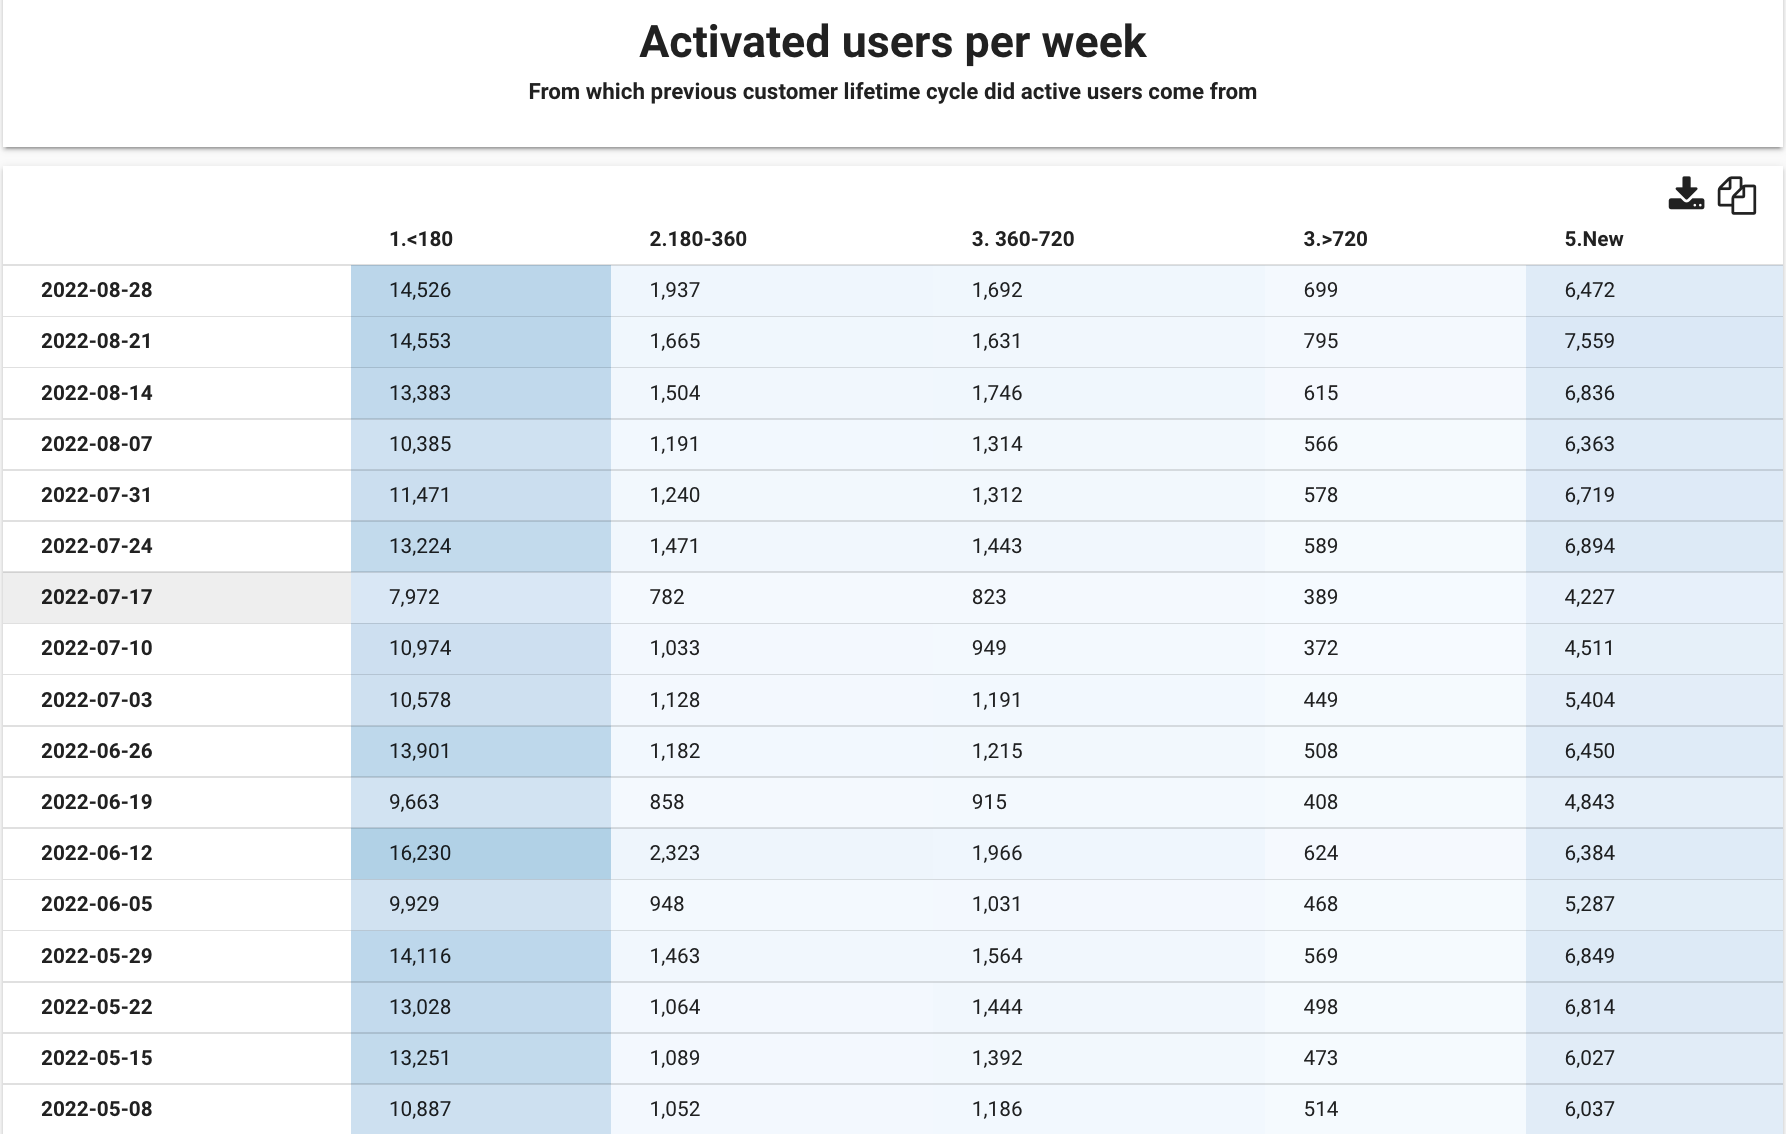 Activated users per week
From which previous customer lifetime cycle did active users come from
1.<180 2.180-360 3. 360-720 3.>720 5.New
2022-08-28 14,526 1,937 1,692 699 6,472
2022-08-21 14,553 1,665 1,631 795 7,559
2022-08-14 13,383 1,504 1,746 615 6,836
2022-08-07 10,385 1,191 1,314 566 6,363
2022-07-31 11,471 1,240 1,312 578 6,719
2022-07-24 13,224 1,471 1,443 589 6,894
2022-07-17 7,972 782 823 389 4,227
2022-07-10 10,974 1,033 949 372 4,511
2022-07-03 10,578 1,128 1,191 449 5,404
2022-06-26 13,901 1,182 1,215 508 6,450
2022-06-19 9,663 858 915 408 4,843
2022-06-12 16,230 2,323 1,966 624 6,384
2022-06-05 9,929 948 1,031 468 5,287
2022-05-29 14,116 1,463 1,564 569 6,849
2022-05-22 13,028 1,064 1,444 498 6,814
2022-05-15 13,251 1,089 1,392 473 6,027
2022-05-08 10,887 1,052 1,186 514 6,037